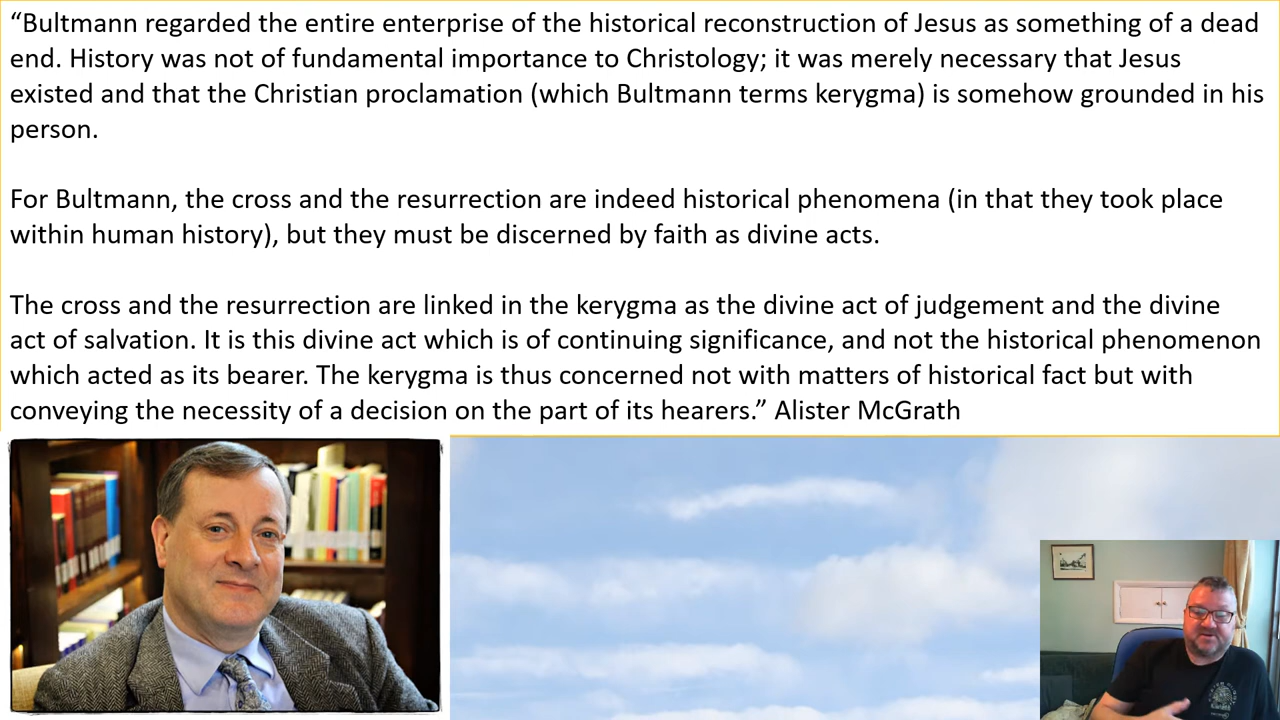 “Bultmann regarded the entire enterprise of the historical reconstruction of Jesus as something of a dead
end. History was not of fundamental importance to Christology; it was merely necessary that Jesus
existed and that the Christian proclamation (which Bultmann terms kerygma) is somehow grounded in his
person.
For Bultmann, the cross and the resurrection are indeed historical phenomena (in that they took place
within human history), but they must be discerned by faith as divine acts.
The cross and the resurrection are linked in the kerygma as the divine act of judgement and the divine
act of salvation. It is this divine act which is of continuing significance, and not the historical phenomenon
which acted as its bearer. The kerygma is thus concerned not with matters of historical fact but with
conveying the necessity of a decision on the part of its hearers.” Alister McGrath